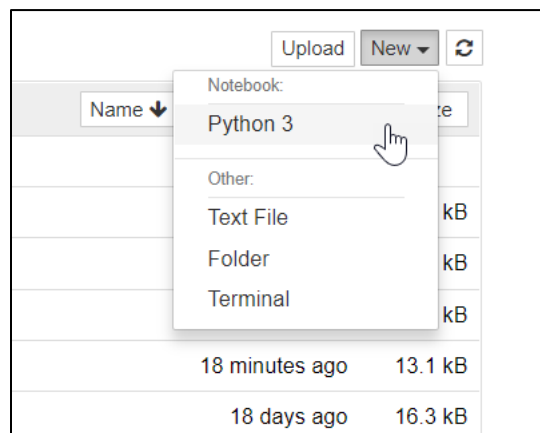 Upload New
Notebook:
Name
Python 3
Other:
Text File
kB
Folder
kB
Terminal
kB
18 minutes ago 13.1 kB
18 days ago 16.3 kB